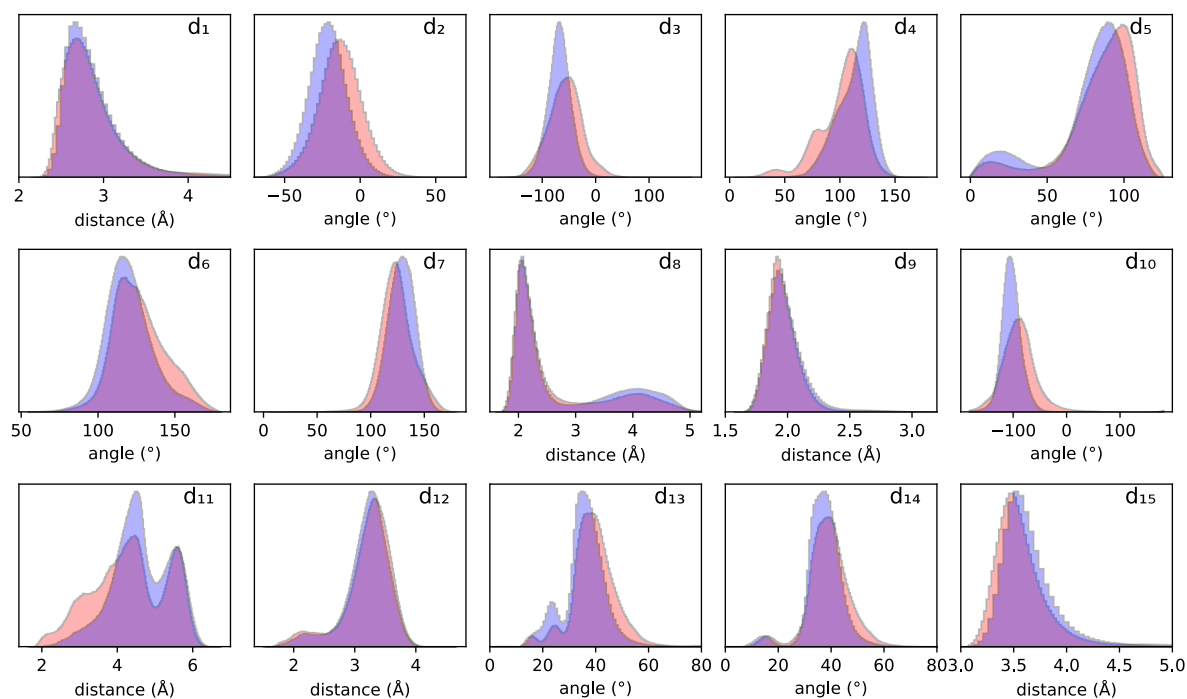 d₁ d₂ d₃ d₄ d₅
2 3 4 −50 0 50 −100 0 100 0 50 100 150 0 50 100
distance (Å) angle (°) angle (°) angle (°) angle (°)
d₆ d₇ d₈ d₉ d₁₀
50 100 150 0 50 100 150 2 3 4 5 1.5 2.0 2.5 3.0 −100 0 100
angle (°) angle (°) distance (Å) distance (Å) angle (°)
d₁₁ d₁₂ d₁₃ d₁₄ d₁₅
2 4 6 2 3 4 0 20 40 60 80 0 20 40 60 80 3.0 3.5 4.0 4.5 5.0
distance (Å) distance (Å) angle (°) angle (°) distance (Å)